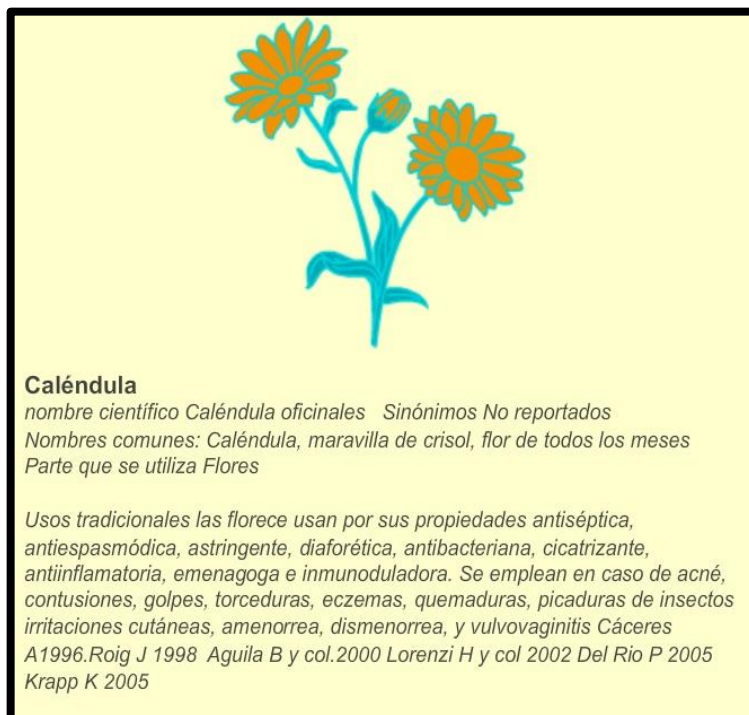 Caléndula
nombre científico Caléndula oficinales Sinónimos No reportados
Nombres comunes: Caléndula, maravilla de crisol, flor de todos los meses
Parte que se utiliza Flores
Usos tradicionales las florece usan por sus propiedades antiséptica,
antiespasmódica, astringente, diaforética, antibacteriana, cicatrizante,
antiinflamatoria, emenagoga e inmunoduladora. Se emplean en caso de acné,
contusiones, golpes, torceduras, eczemas, quemaduras, picaduras de insectos
irritaciones cutáneas, amenorrea, dismenorrea, y vulvovaginitis Cáceres
A1996.Roig J 1998 Aguila B y col.2000 Lorenzi H y col 2002 Del Rio P 2005
Krapp K 2005